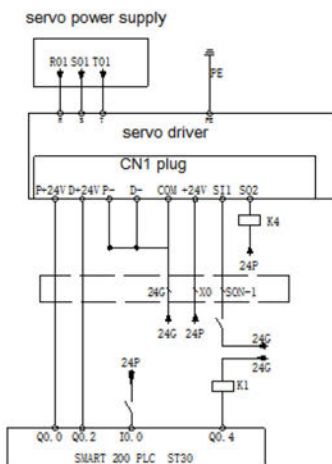 servo power supply
R01 S01 T01
PE
R S T PE
servo driver
CN1 plug
P+24V D+24V P- D- COM +24V SI1 SO2
K4
24P
24G X0 SON-1
24G 24P
24G
24P 24G
K1
Q0.0 Q0.2 I0.0 Q0.4
SMART 200 PLC ST30